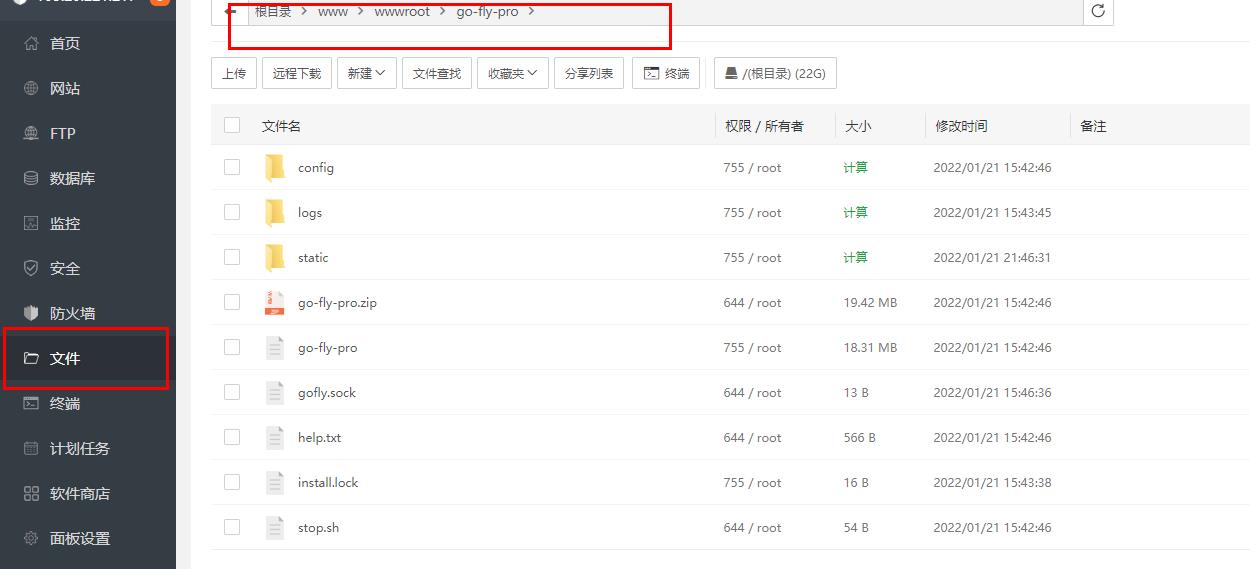 根目录 > www > wwwroot > go-fly-pro >
首页
网站
FTP
数据库
监控
安全
防火墙
文件
终端
计划任务
软件商店
面板设置
上传 远程下载 新建 文件查找 收藏夹 分享列表 终端 /(根目录) (22G)
文件名 权限 / 所有者 大小 修改时间 备注
config 755 / root 计算 2022/01/21 15:42:46
logs 755 / root 计算 2022/01/21 15:43:45
static 755 / root 计算 2022/01/21 21:46:31
go-fly-pro.zip 644 / root 19.42 MB 2022/01/21 15:42:46
go-fly-pro 755 / root 18.31 MB 2022/01/21 15:42:46
gofly.sock 644 / root 13 B 2022/01/21 15:46:36
help.txt 644 / root 566 B 2022/01/21 15:42:46
install.lock 755 / root 16 B 2022/01/21 15:43:38
stop.sh 644 / root 54 B 2022/01/21 15:42:46